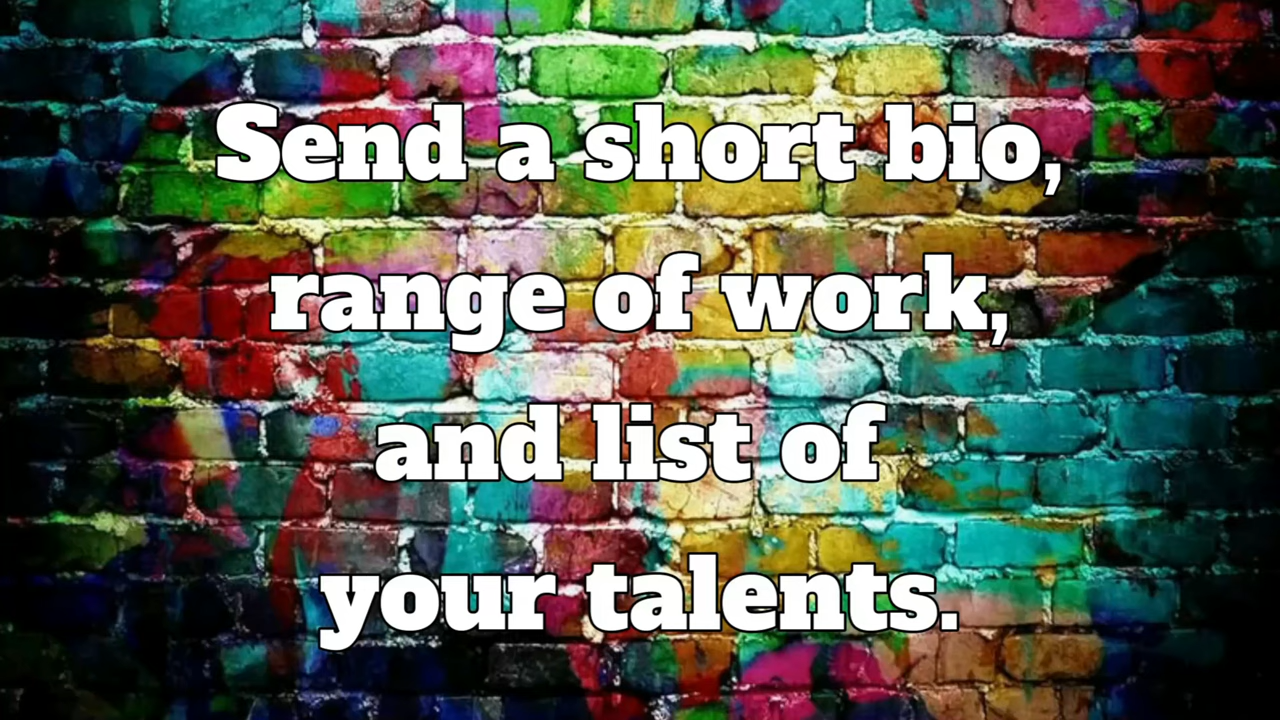 Send a short bio,
range of work,
and list of
your talents.